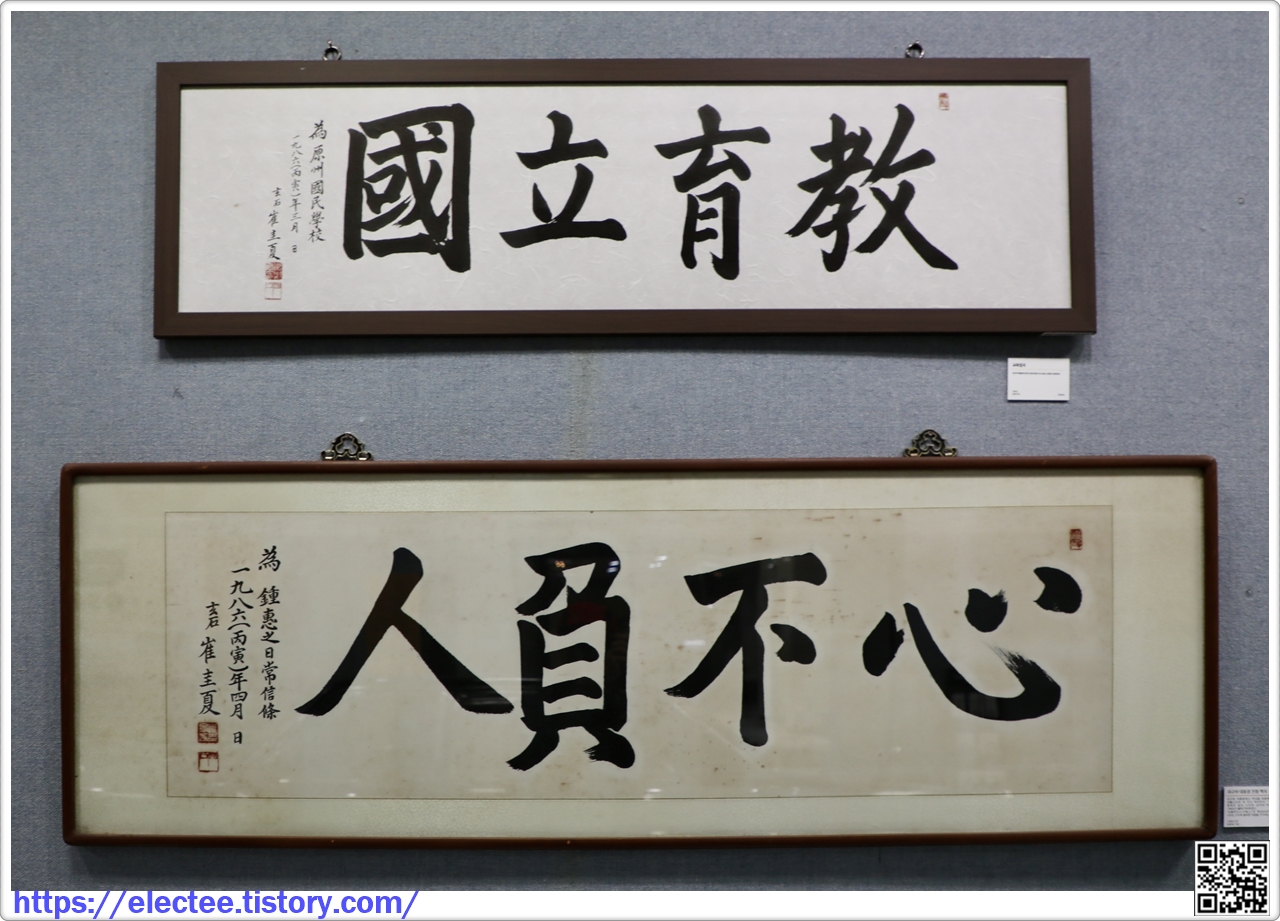 教育立國
為 原州國民學校
一九八六(丙寅)年三月 日
玄石 崔圭夏
心不負人
為 鍾惠之日常信條
一九八六(丙寅)年四月 日
玄石 崔圭夏
https://electee.tistory.com/